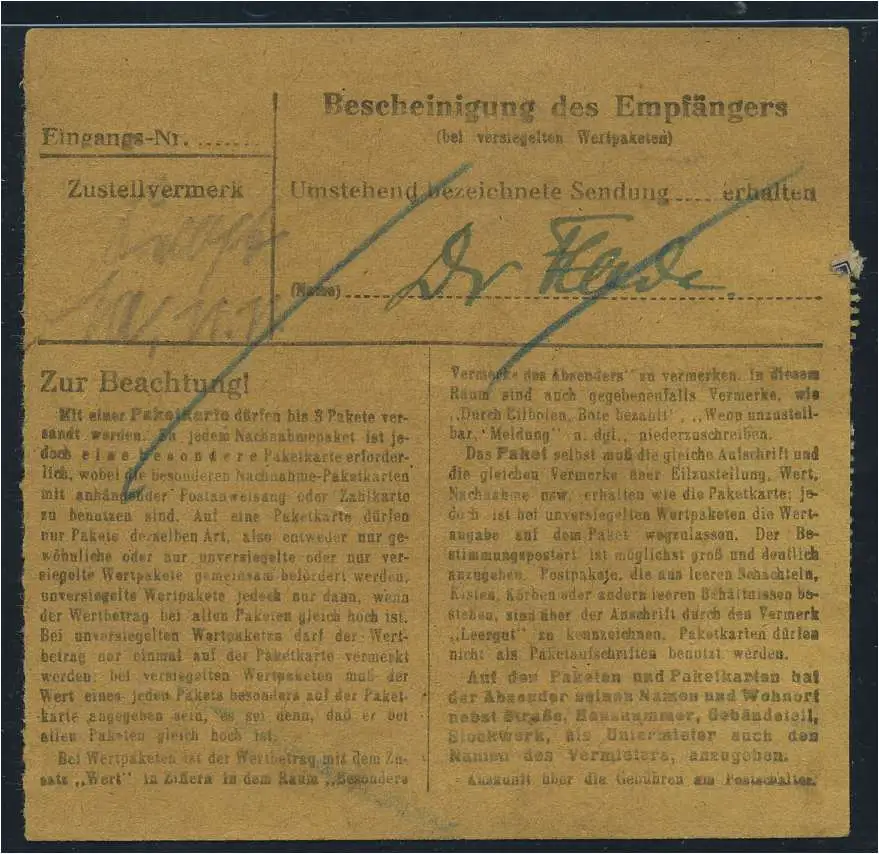 Bescheinigung des Empfängers
(bei versiegelten Wertpaketen)
Eingangs-Nr. ........
Zustellvermerk
Umstehend bezeichnete Sendung .... erhalten
(Name) Dr
Zur Beachtung!
Mit einer Paketkarte dürfen bis 3 Pakete ver-
sandt werden. Zu jedem Nachnahmepaket ist je-
doch eine besondere Paketkarte erforder-
lich, wobei die besonderen Nachnahme-Paketkarten
mit anhängender Postanweisung oder Zahlkarte
zu benutzen sind. Auf eine Paketkarte dürfen
nur Pakete derselben Art, also entweder nur ge-
wöhnliche oder nur unversiegelte oder nur ver-
siegelte Wertpakete gemeinsam befördert werden,
unversiegelte Wertpakete jedoch nur dann, wenn
der Wertbetrag bei allen Paketen gleich hoch ist.
Bei unversiegelten Wertpaketen darf der Wert-
betrag nur einmal auf der Paketkarte vermerkt
werden; bei versiegelten Wertpaketen muß der
Wert eines jeden Pakets besonders auf der Paket-
karte angegeben sein, es sei denn, daß er bei
allen Paketen gleich hoch ist.
Bei Wertpaketen ist der Wertbetrag mit dem Zu-
satz „Wert" in Ziffern in dem Raum „Besondere
Vermerke des Absenders" zu vermerken. In diesem
Raum sind auch gegebenenfalls Vermerke, wie
„Durch Eilboten, Bote bezahlt", „Wenn unzustell-
bar, Meldung" u. dgl., niederzuschreiben.
Das Paket selbst muß die gleiche Aufschrift und
die gleichen Vermerke über Eilzustellung, Wert,
Nachnahme usw. erhalten wie die Paketkarte; je-
doch ist bei unversiegelten Wertpaketen die Wert-
angabe auf dem Paket wegzulassen. Der Be-
stimmungspostort ist möglichst groß und deutlich
anzugeben. Postpakete, die aus leeren Schachteln,
Kisten, Körben oder andern leeren Behältnissen be-
stehen, sind über der Anschrift durch den Vermerk
„Leergut" zu kennzeichnen. Paketkarten dürfen
nicht als Paketaufschriften benutzt werden.
Auf den Paketen und Paketkarten hat
der Absender seinen Namen und Wohnort
nebst Straße, Hausnummer, Gebäudeteil,
Stockwerk, als Untermieter auch den
Namen des Vermieters, anzugeben.
Auskunft über die Gebühren am Postschalter.